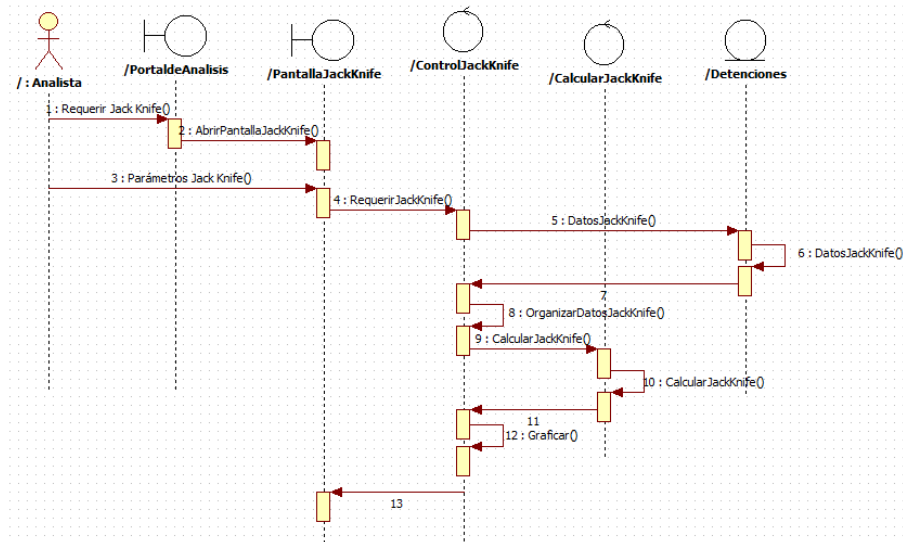 / : Analista
/PortaldeAnalisis
/PantallaJackKnife
/ControlJackKnife
/CalcularJackKnife
/Detenciones
1 : Requerir Jack Knife()
2 : AbrirPantallaJackKnife()
3 : Parámetros Jack Knife()
4 : RequerirJackKnife()
5 : DatosJackKnife()
6 : DatosJackKnife()
7
8 : OrganizarDatosJackKnife()
9 : CalcularJackKnife()
10 : CalcularJackKnife()
11
12 : Graficar()
13